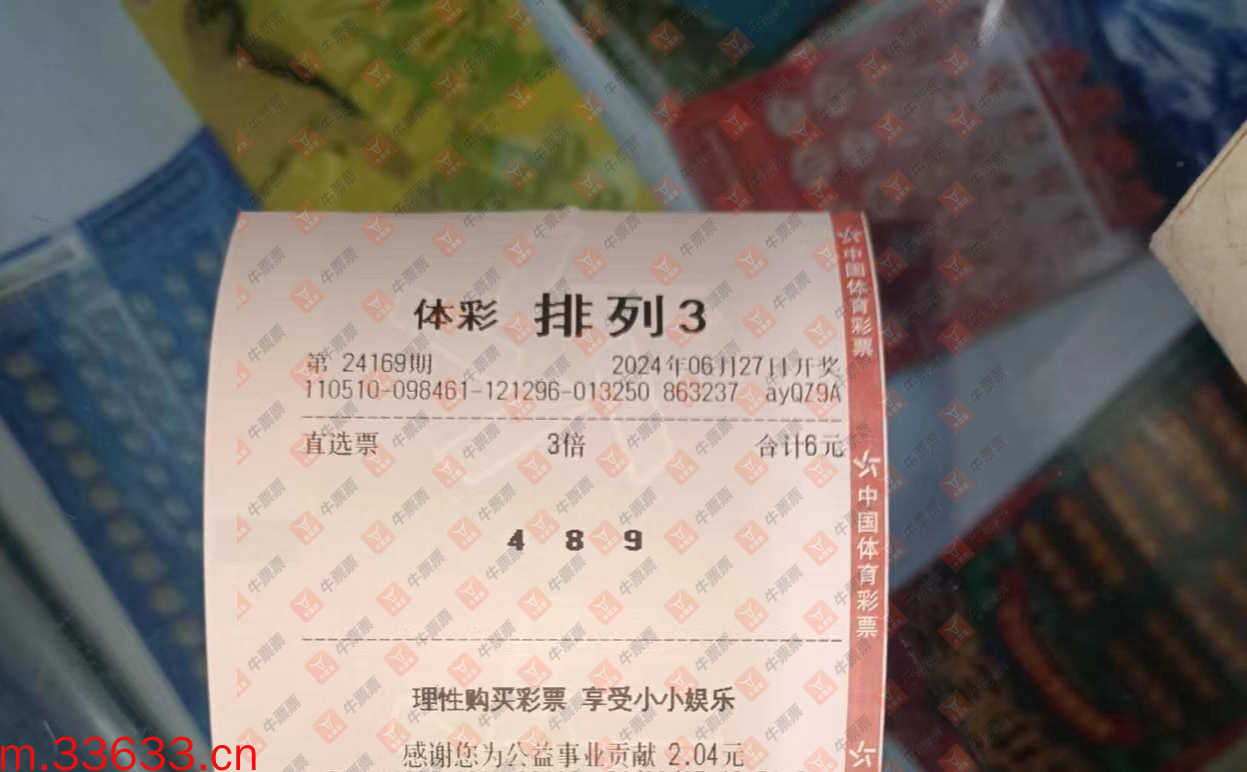 体彩 排列3
第 24169期 2024年06月27日开奖
110510-098461-121296-013250 863237 ayQZ9A
直选票 3倍 合计6元
4 8 9
理性购买彩票 享受小小娱乐
感谢您为公益事业贡献 2.04元
中国体育彩票
中国体育彩票
牛票票
m.33633.cn